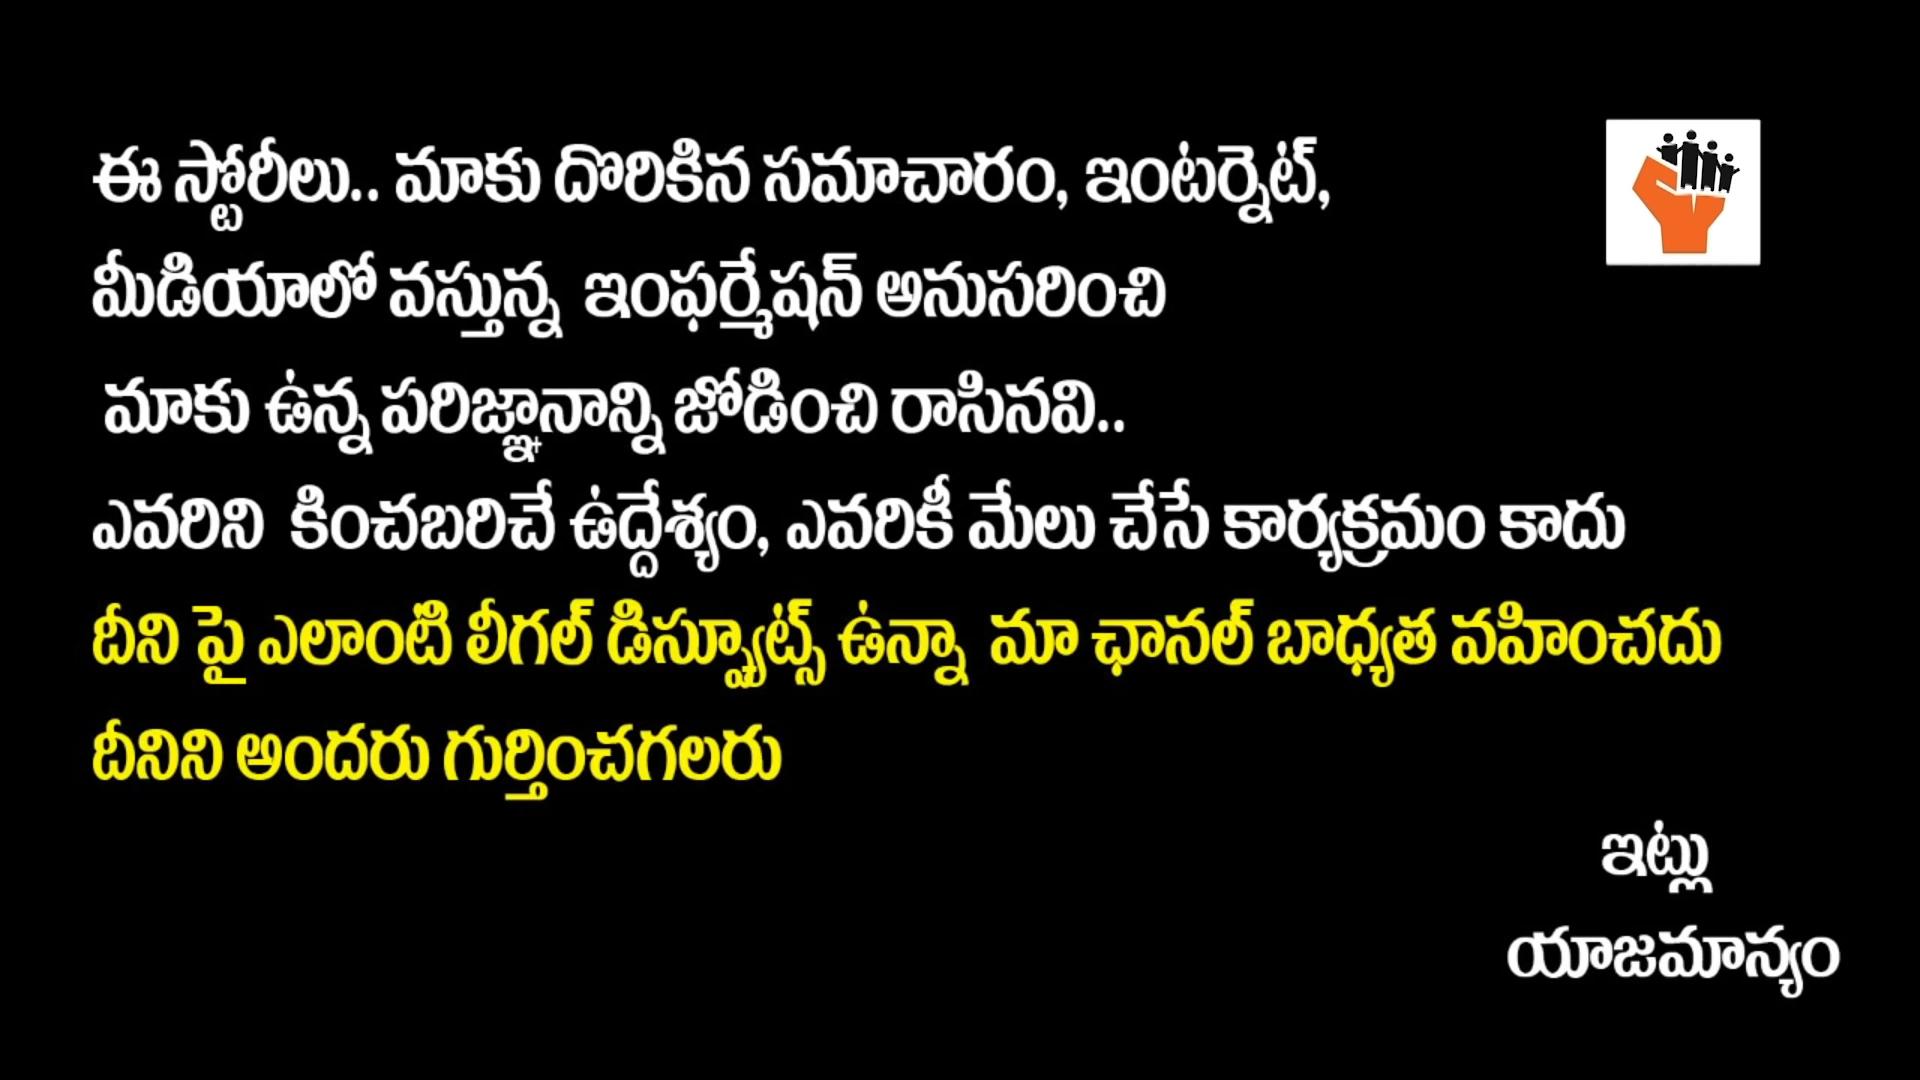 ఈ స్టోరీలు.. మాకు దొరికిన సమాచారం, ఇంటర్నెట్,
మీడియాలో వస్తున్న ఇంఫర్మేషన్ అనుసరించి
మాకు ఉన్న పరిజ్ఞానాన్ని జోడించి రాసినవి..
ఎవరిని కించబరిచే ఉద్దేశ్యం, ఎవరికీ మేలు చేసే కార్యక్రమం కాదు
దీని పై ఎలాంటి లీగల్ డిస్ప్యూట్స్ ఉన్నా మా ఛానల్ బాధ్యత వహించదు
దీనిని అందరు గుర్తించగలరు
ఇట్లు
యాజమాన్యం